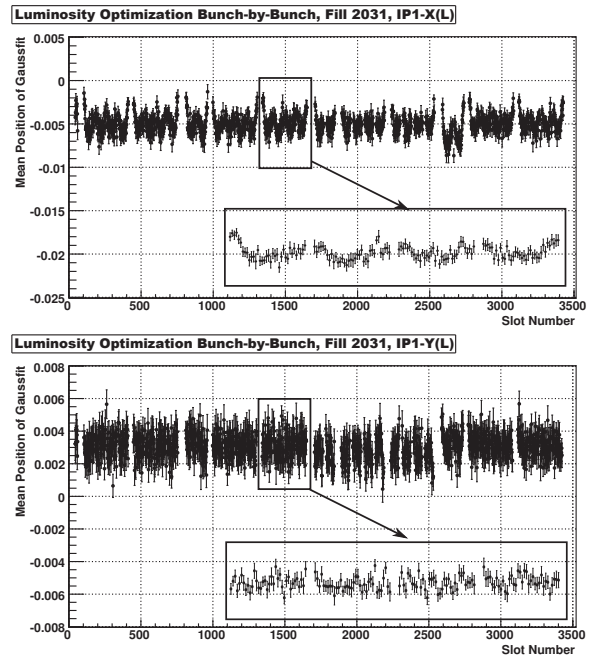 Luminosity Optimization Bunch-by-Bunch, Fill 2031, IP1-X(L)
Mean Position of Gaussfit
0.005
0
-0.005
-0.01
-0.015
-0.02
-0.025
0 500 1000 1500 2000 2500 3000 3500
Slot Number
Luminosity Optimization Bunch-by-Bunch, Fill 2031, IP1-Y(L)
Mean Position of Gaussfit
0.008
0.006
0.004
0.002
0
-0.002
-0.004
-0.006
-0.008
0 500 1000 1500 2000 2500 3000 3500
Slot Number